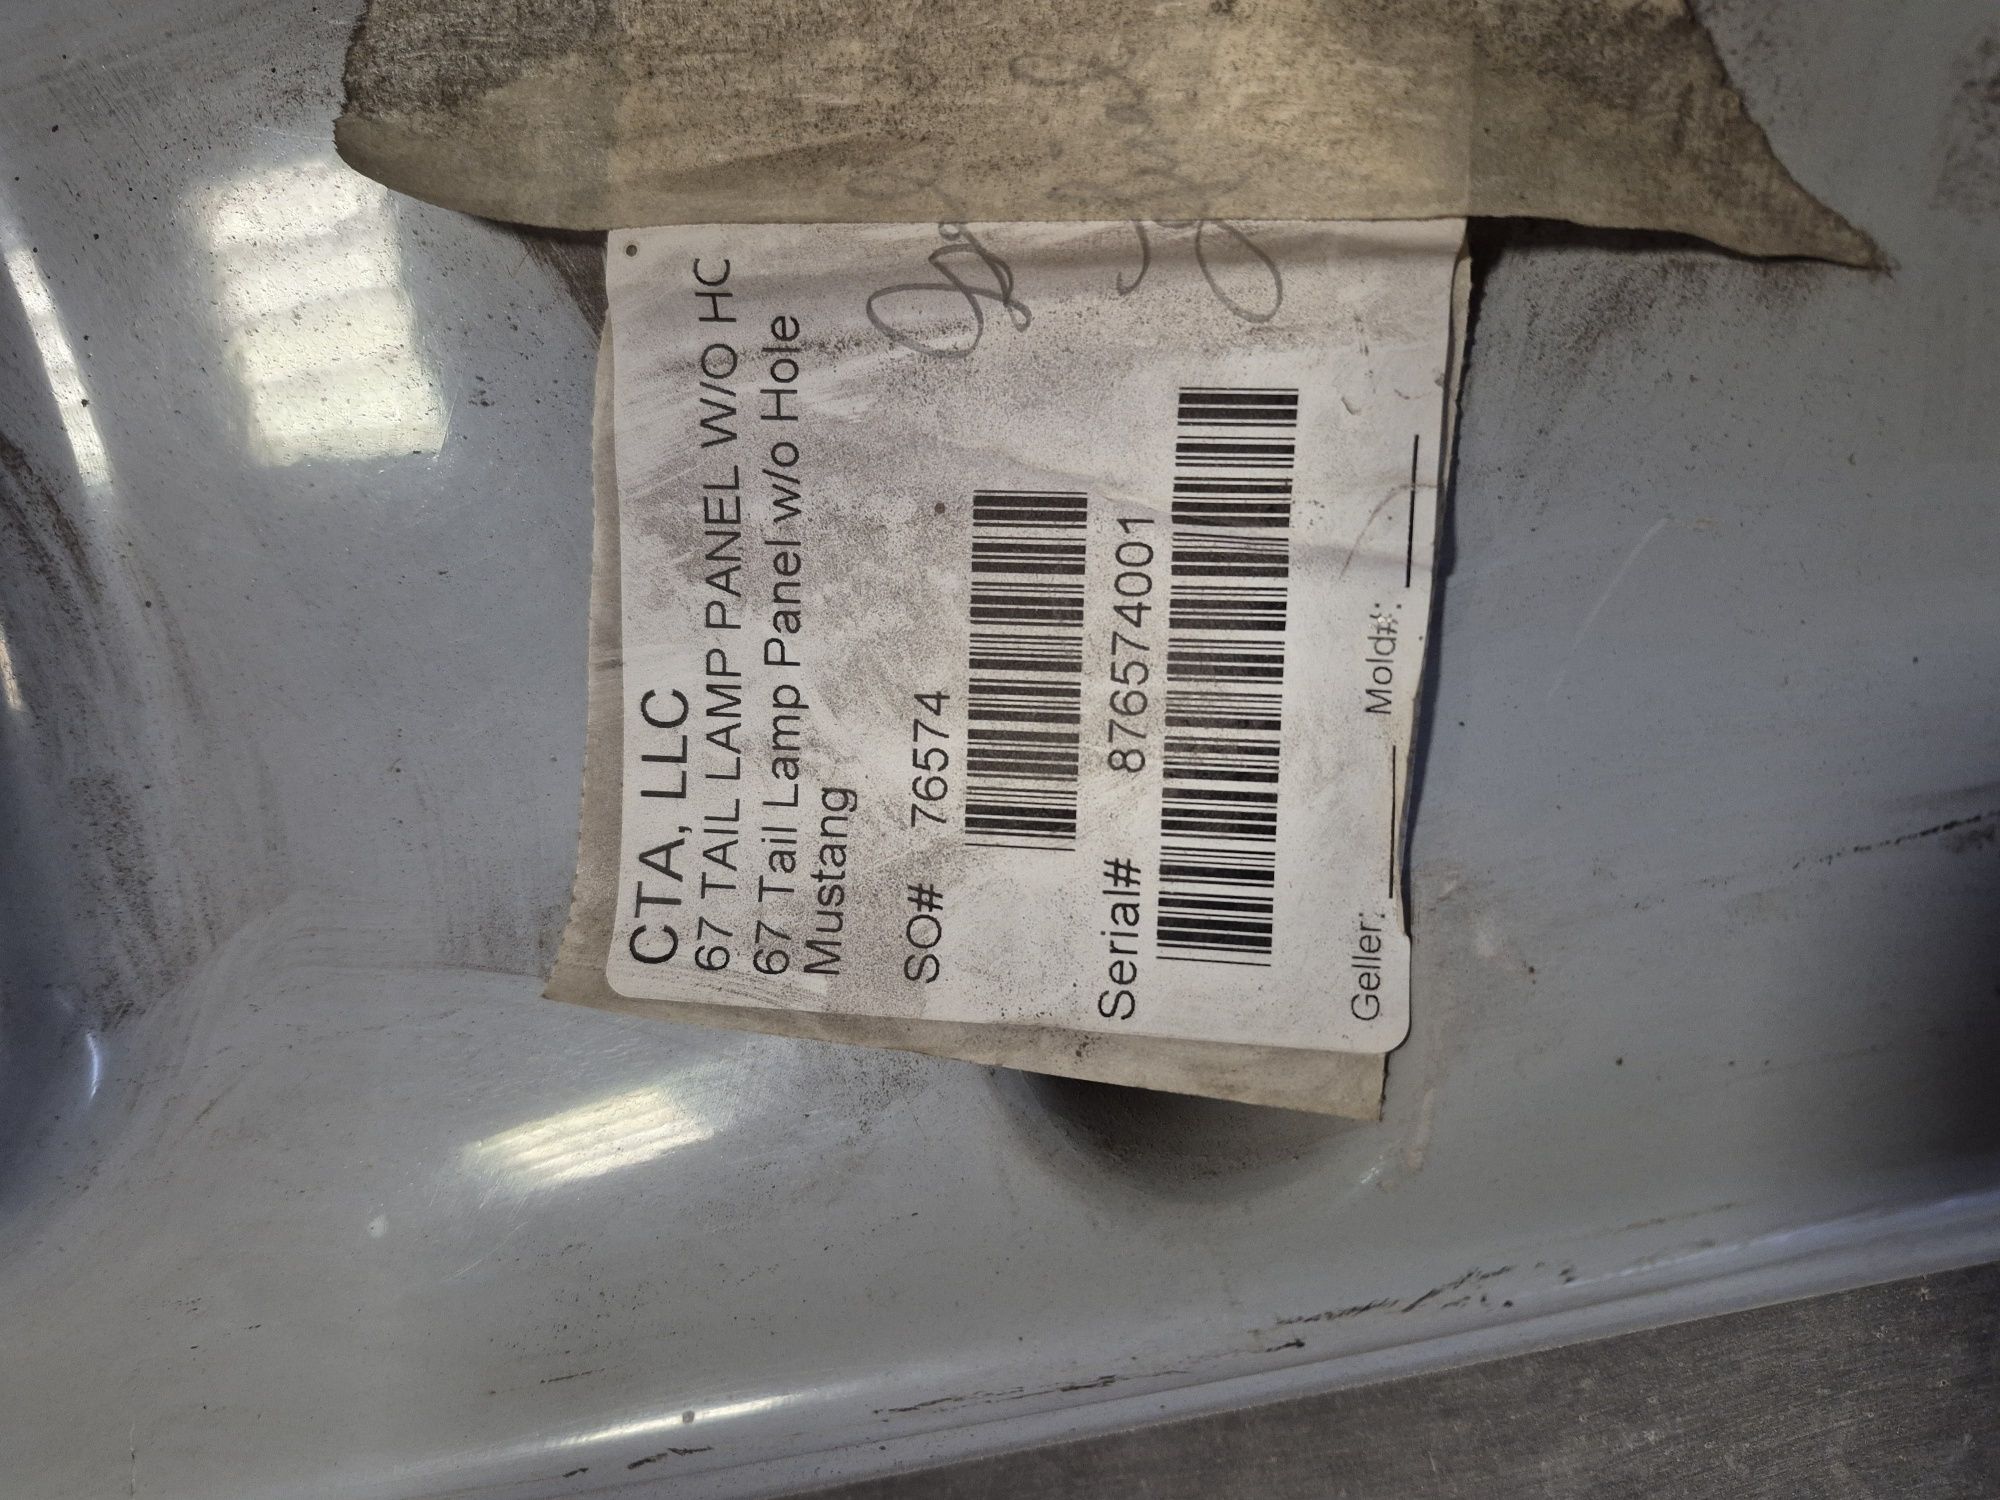 CTA, LLC
67 TAIL LAMP PANEL W/O HC
67 Tail Lamp Panel w/o Hole
Mustang
SO# 76574
Serial# 876574001
Geller: Mold#: